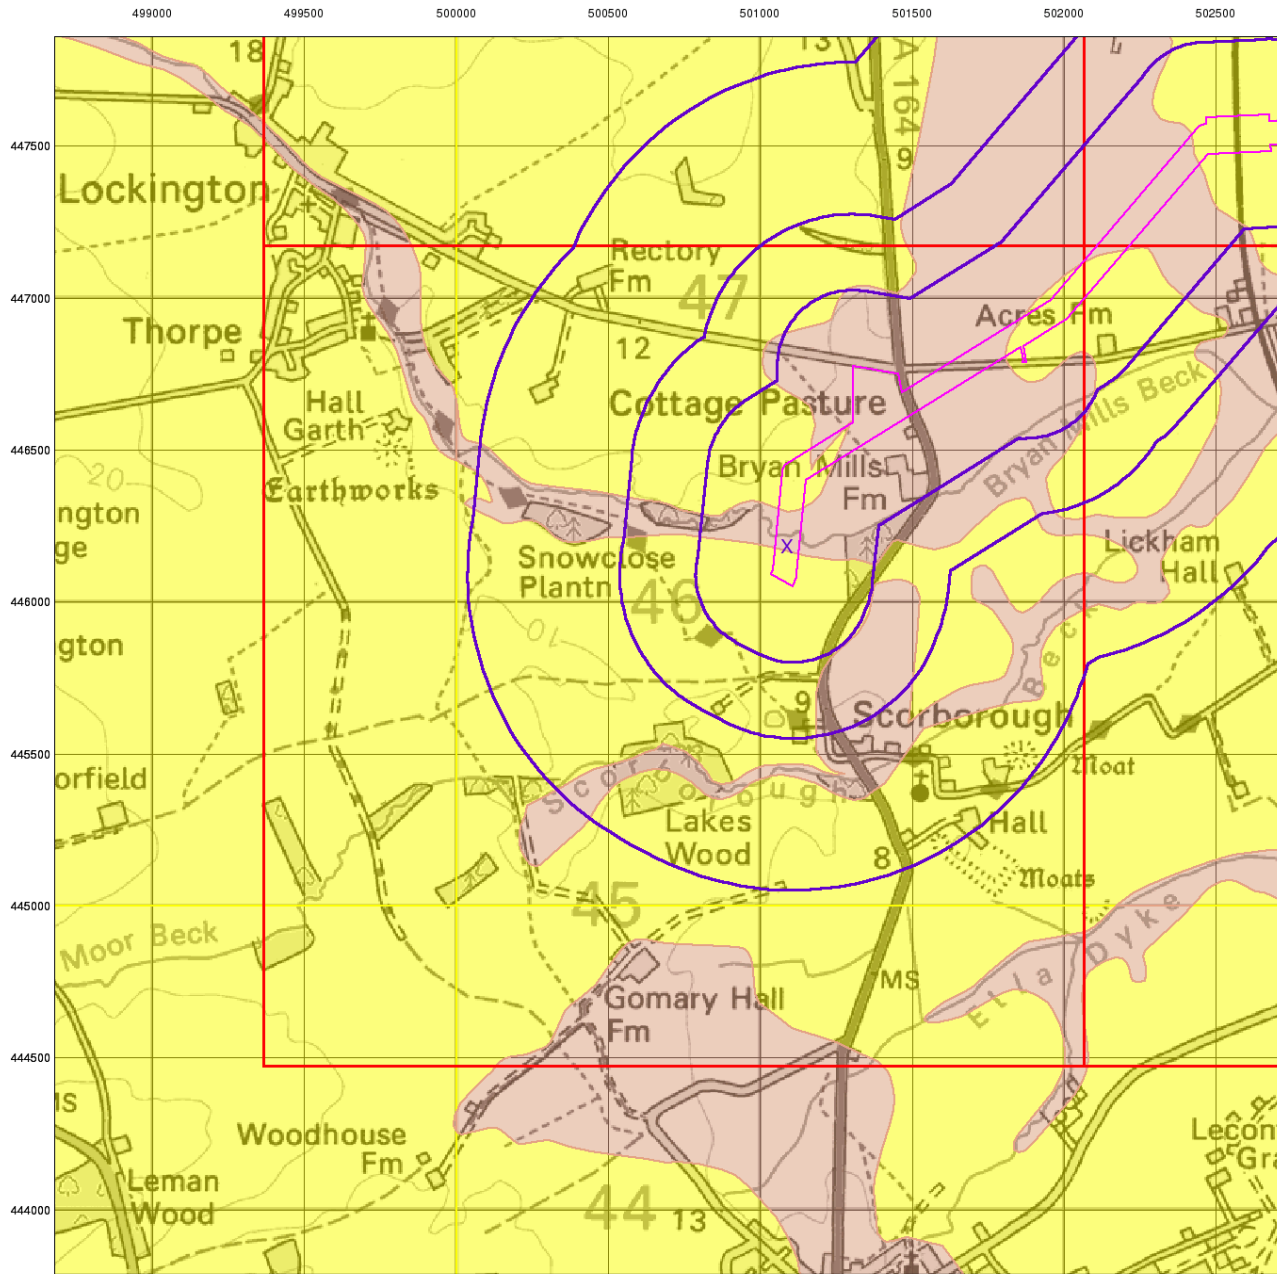 499000 499500 500000 500500 501000 501500 502000 502500
447500
447000
446500
446000
445500
445000
444500
444000
18
13
A 164
9
Lockington
Rectory
Fm
47
Thorpe
12
Acres Fm
Hall
Garth
Cottage Pasture
Bryan Mills
Fm
Bryan Mills Beck
20
Earthworks
ngton
ge
Snowclose
Plantn
X
Lickham
Hall
46
10
gton
Beck
9
Scorborough
Moat
orfield
Scorborough
Lakes
Wood
Hall
8
Moats
45
Moor Beck
Ella Dyke
MS
Gomary Hall
Fm
MS
Woodhouse
Fm
Lecon
Gra
Leman
Wood
44
13